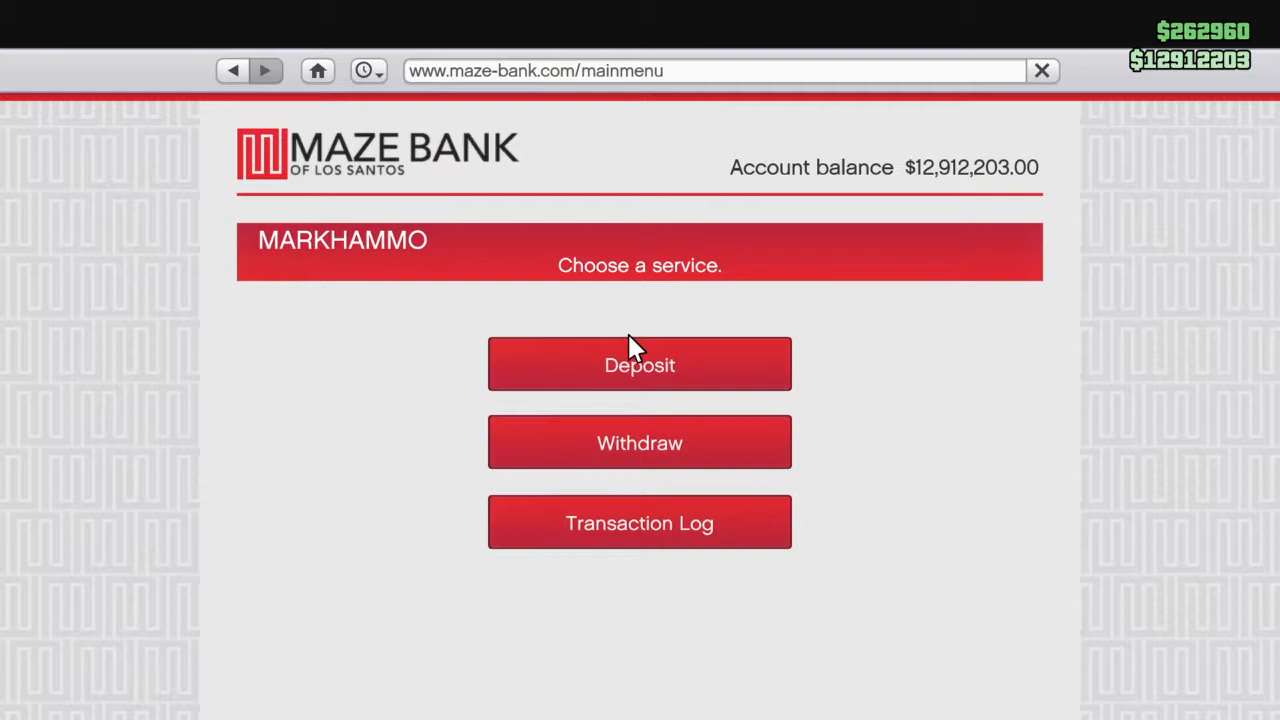 $262960
$12912203
www.maze-bank.com/mainmenu
MAZE BANK
OF LOS SANTOS
Account balance $12,912,203.00
MARKHAMMO
Choose a service.
Deposit
Withdraw
Transaction Log